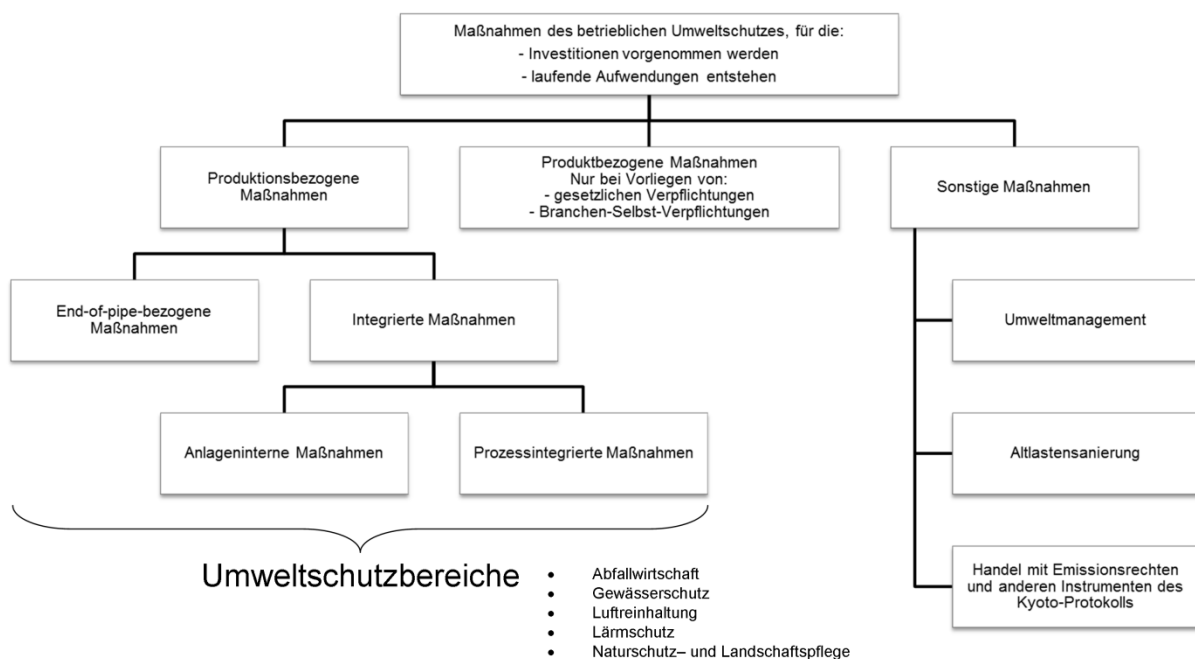 Maßnahmen des betrieblichen Umweltschutzes, für die:
- Investitionen vorgenommen werden
- laufende Aufwendungen entstehen
Produktionsbezogene
Maßnahmen
Produktbezogene Maßnahmen
Nur bei Vorliegen von:
- gesetzlichen Verpflichtungen
- Branchen-Selbst-Verpflichtungen
Sonstige Maßnahmen
End-of-pipe-bezogene
Maßnahmen
Integrierte Maßnahmen
Umweltmanagement
Anlageninterne Maßnahmen
Prozessintegrierte Maßnahmen
Altlastensanierung
Handel mit Emissionsrechten
und anderen Instrumenten des
Kyoto-Protokolls
Umweltschutzbereiche
• Abfallwirtschaft
• Gewässerschutz
• Luftreinhaltung
• Lärmschutz
• Naturschutz– und Landschaftspflege